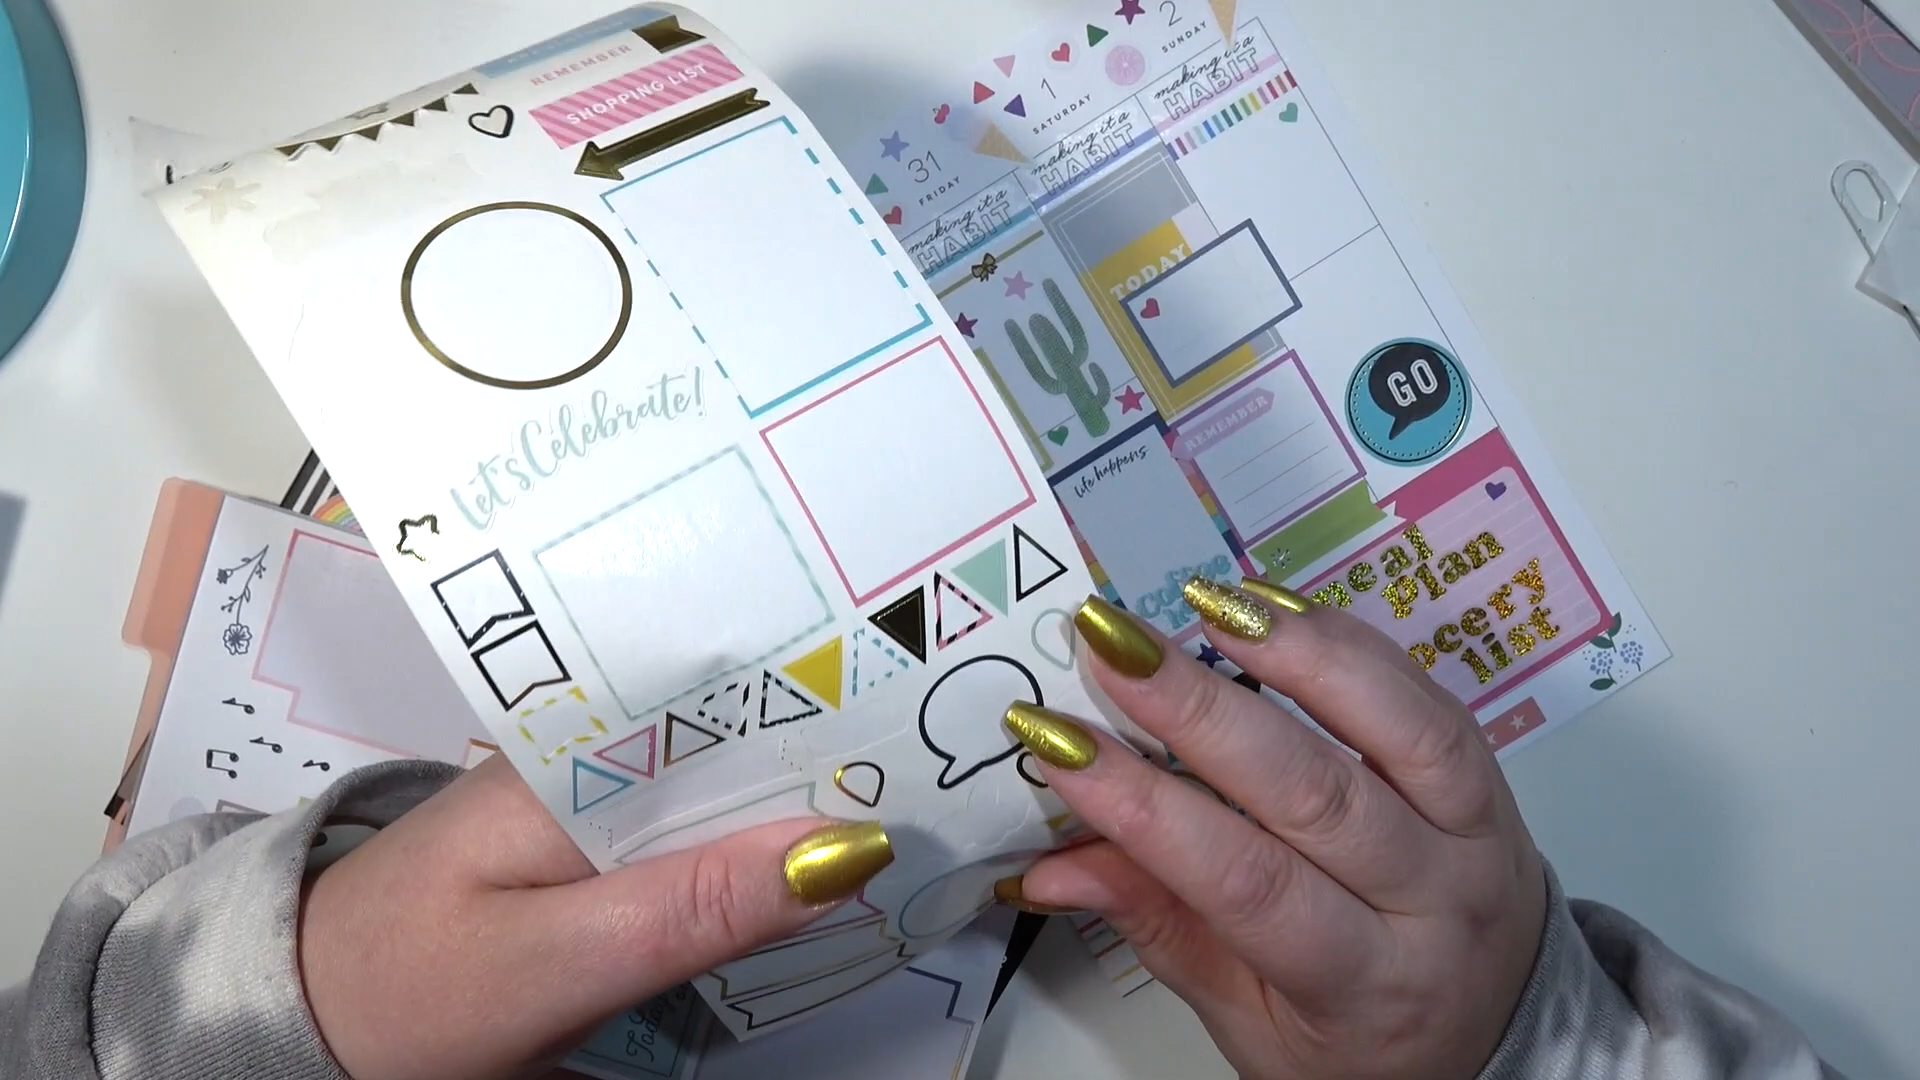 REMEMBER
SHOPPING LIST
Let's Celebrate!
31
FRIDAY
making it a
HABIT
1
SATURDAY
making it a
HABIT
2
SUNDAY
making it a
HABIT
TODAY
REMEMBER
life happens
GO
meal
plan
list
Today